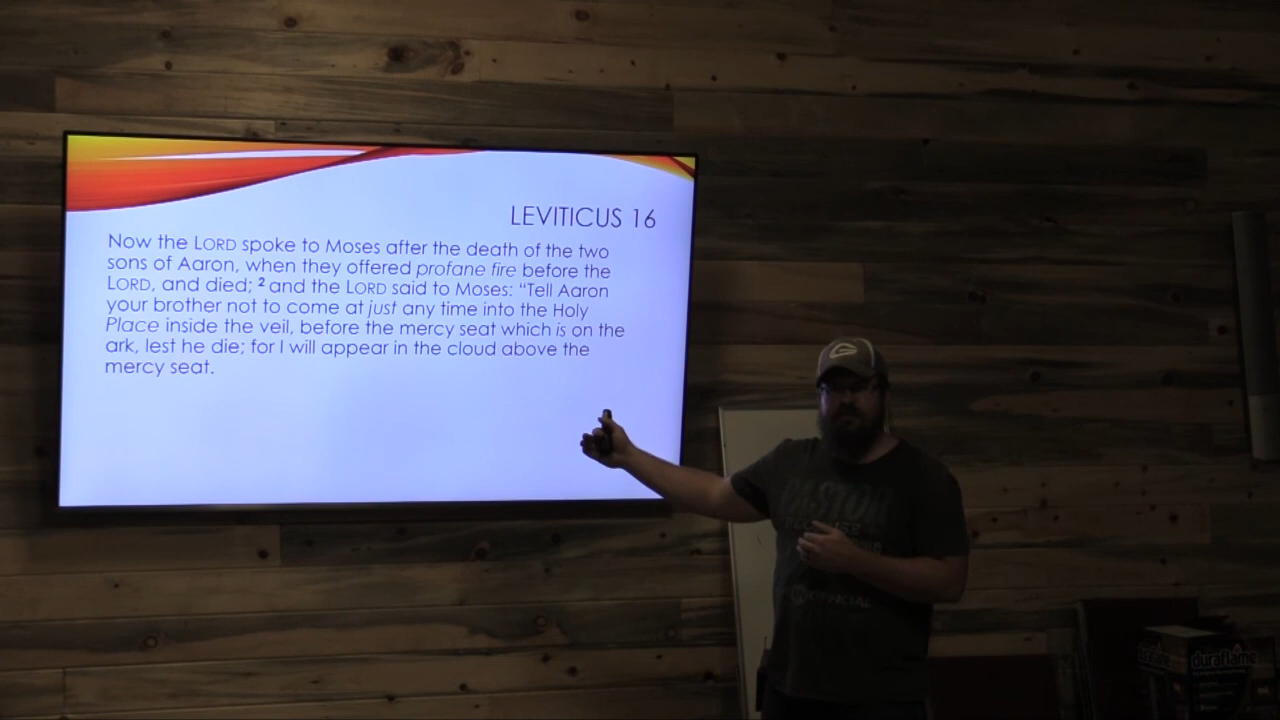 LEVITICUS 16
Now the LORD spoke to Moses after the death of the two
sons of Aaron, when they offered profane fire before the
LORD, and died; ² and the LORD said to Moses: “Tell Aaron
your brother not to come at just any time into the Holy
Place inside the veil, before the mercy seat which is on the
ark, lest he die; for I will appear in the cloud above the
mercy seat.
PASTOR
duraflame